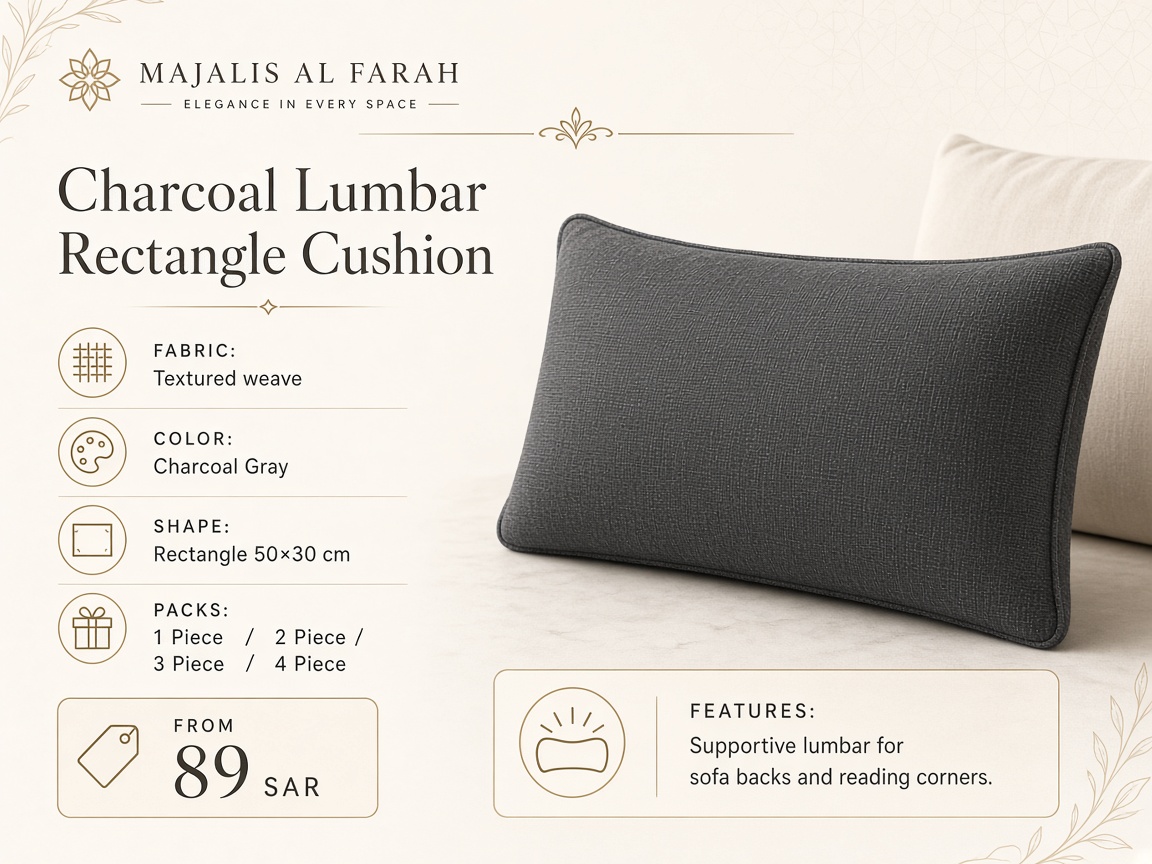 MAJALIS AL FARAH
ELEGANCE IN EVERY SPACE
Charcoal Lumbar
Rectangle Cushion
FABRIC:
Textured weave
COLOR:
Charcoal Gray
SHAPE:
Rectangle 50×30 cm
PACKS:
1 Piece / 2 Piece /
3 Piece / 4 Piece
FROM
89 SAR
FEATURES:
Supportive lumbar for
sofa backs and reading corners.